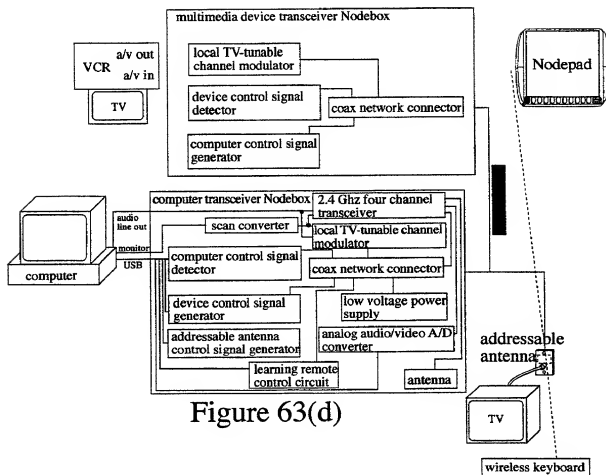 multimedia device transceiver Nodebox
a/v out
VCR
a/v in
TV
local TV-tunable
channel modulator
device control signal
detector
coax network connector
computer control signal
generator
Nodepad
computer transceiver Nodebox
audio
line out
monitor
USB
computer
2.4 Ghz four channel
transceiver
scan converter
local TV-tunable channel
modulator
computer control signal
detector
coax network connector
device control signal
generator
low voltage power
supply
addressable antenna
control signal generator
analog audio/video A/D
converter
learning remote
control circuit
antenna
addressable
antenna
TV
wireless keyboard
Figure 63(d)